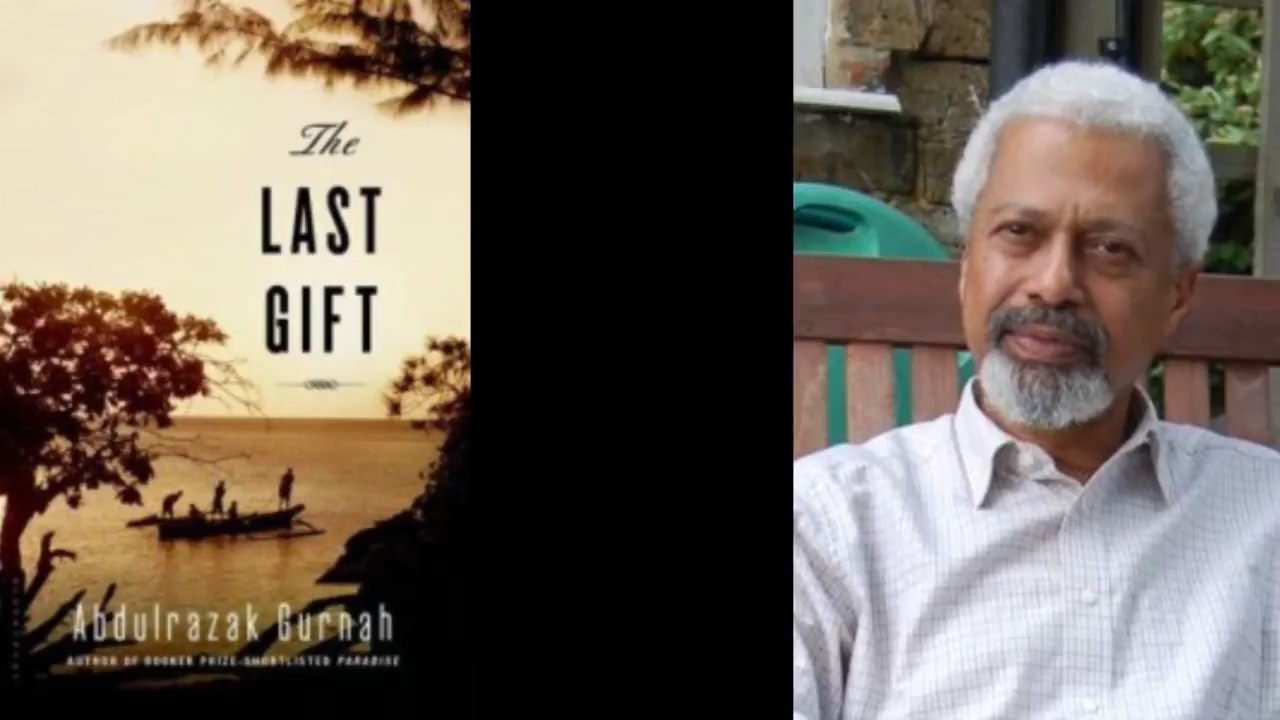 The
LAST
GIFT
Abdulrazak Gurnah
AUTHOR OF BOOKER PRIZE-SHORTLISTED PARADISE